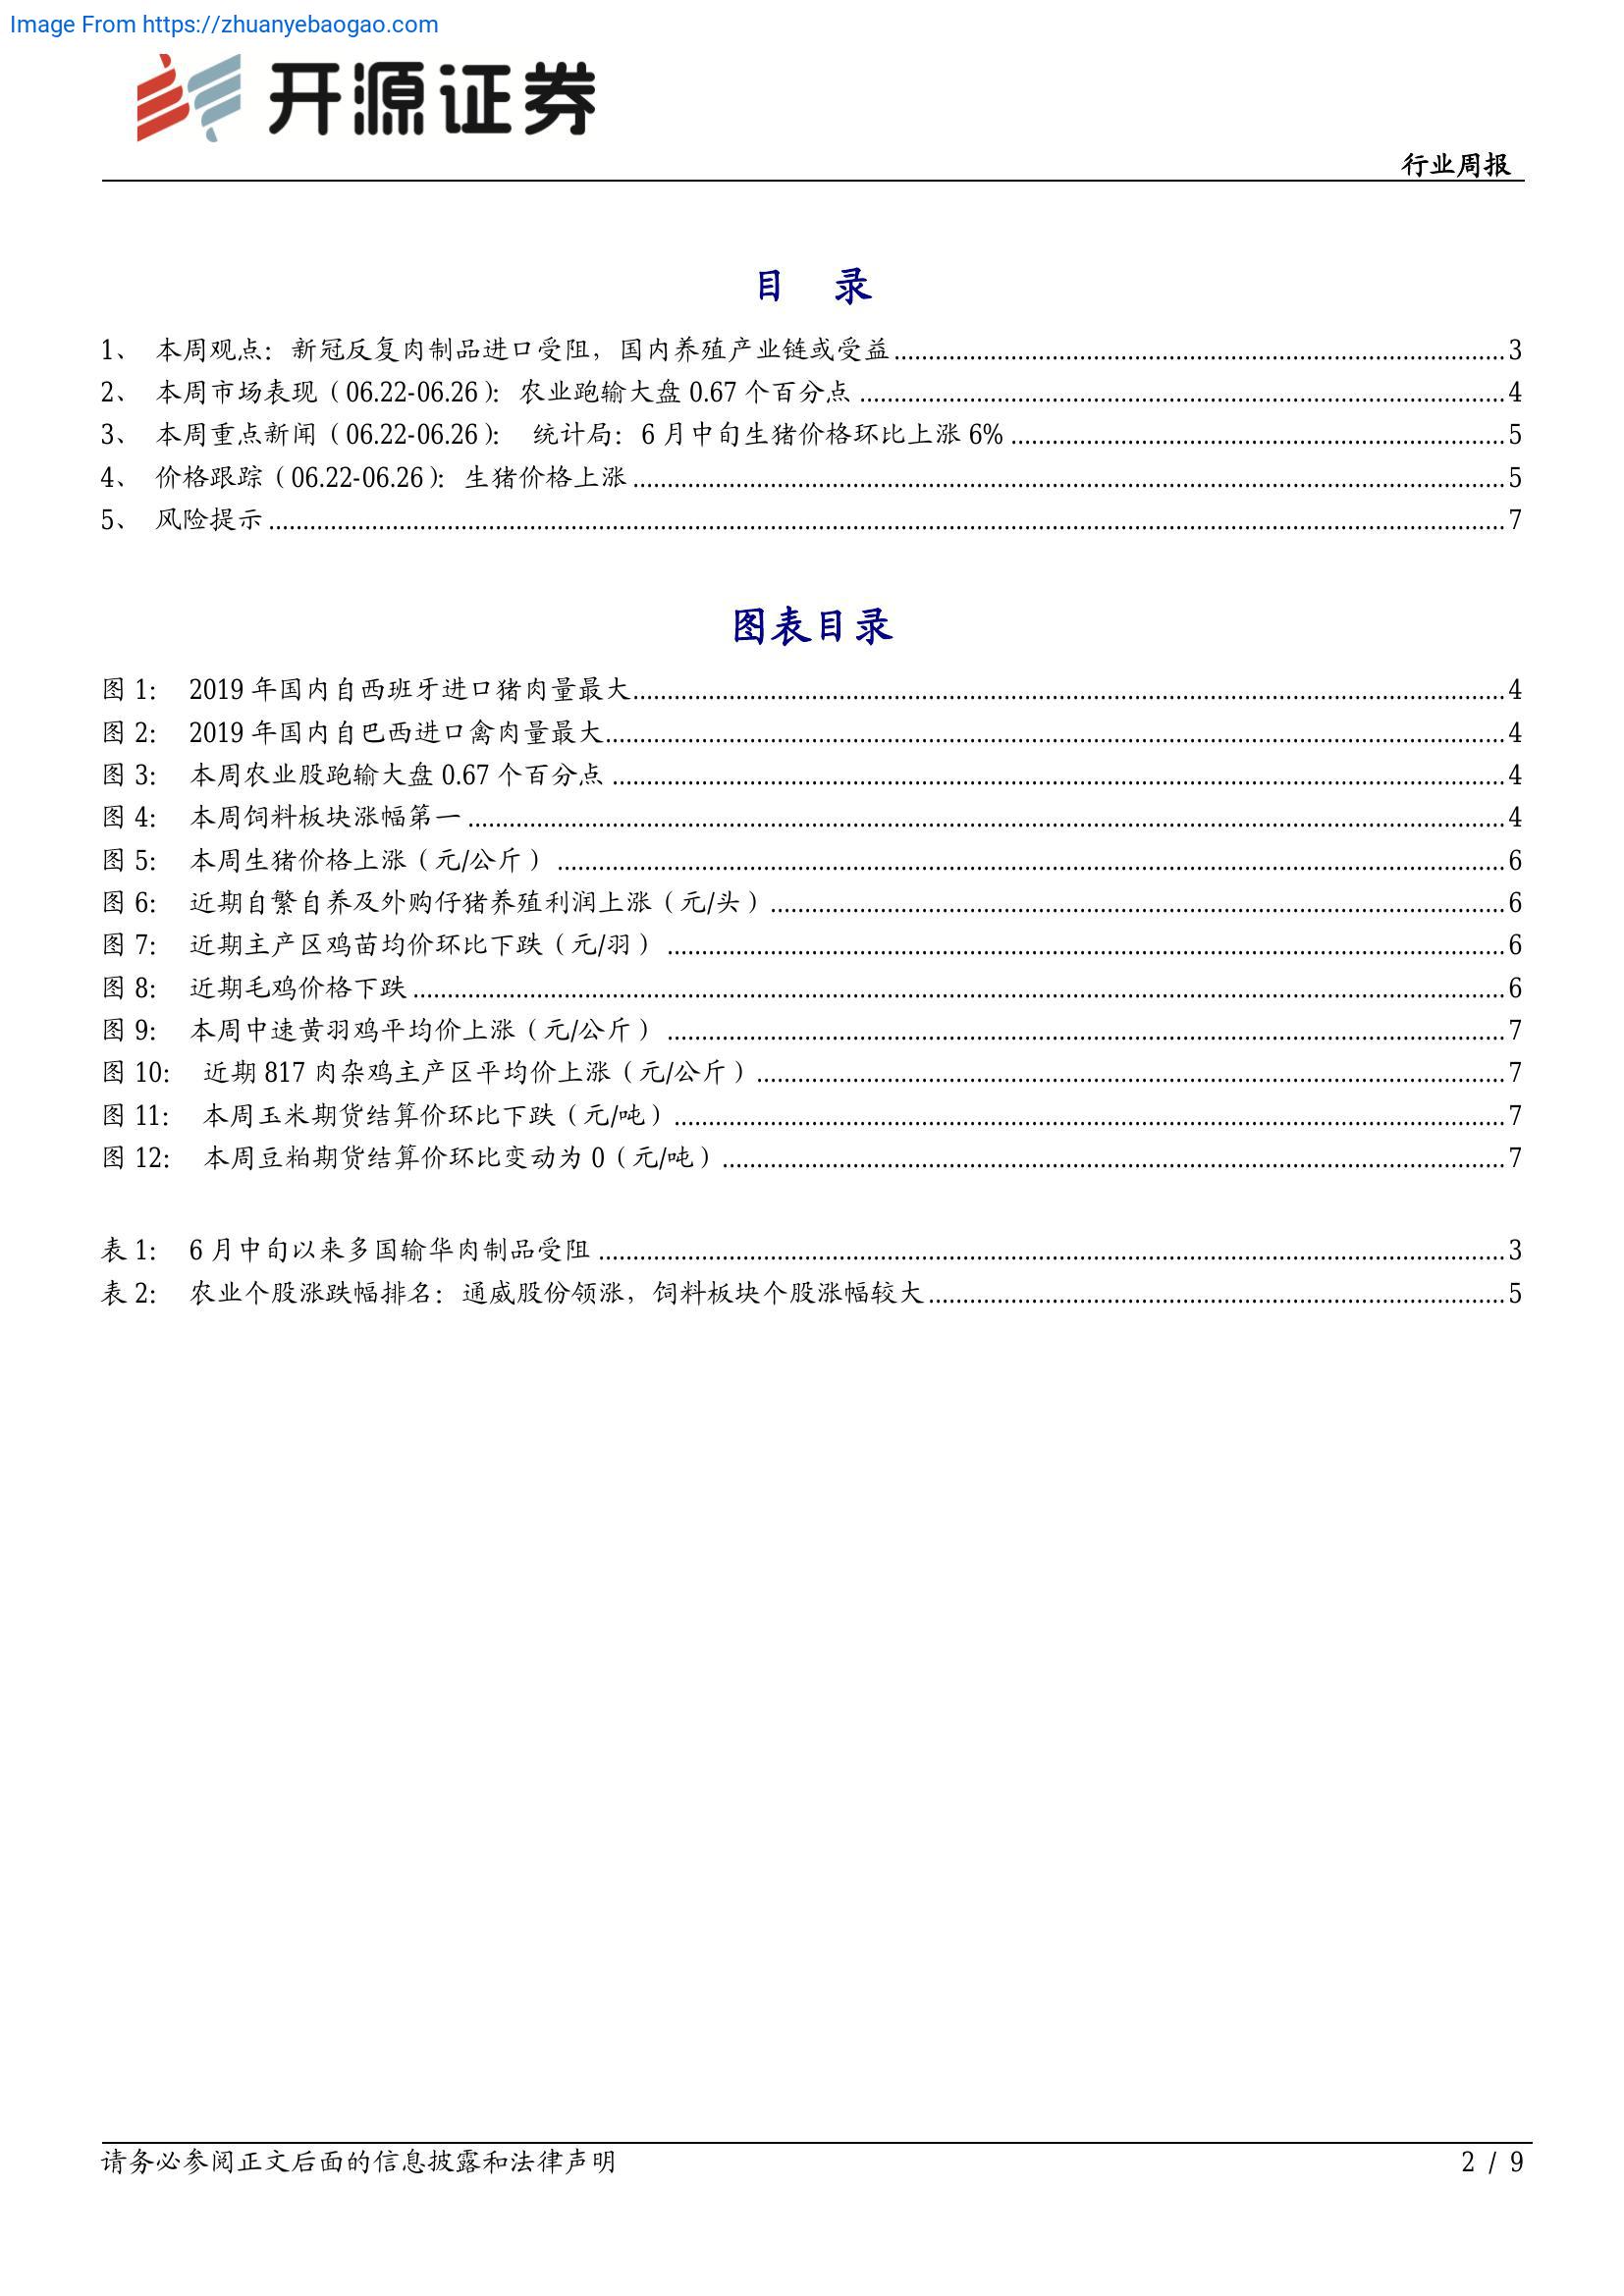 Image From https://zhuanyebaogao.com
开源证券
行业周报
目 录
1、 本周观点：新冠反复肉制品进口受阻，国内养殖产业链或受益 3
2、 本周市场表现（06.22-06.26）：农业跑输大盘 0.67 个百分点 4
3、 本周重点新闻（06.22-06.26）： 统计局：6 月中旬生猪价格环比上涨 6% 5
4、 价格跟踪（06.22-06.26）：生猪价格上涨 5
5、 风险提示 7
图表目录
图 1： 2019 年国内自西班牙进口猪肉量最大 4
图 2： 2019 年国内自巴西进口禽肉量最大 4
图 3： 本周农业股跑输大盘 0.67 个百分点 4
图 4： 本周饲料板块涨幅第一 4
图 5： 本周生猪价格上涨（元/公斤） 6
图 6： 近期自繁自养及外购仔猪养殖利润上涨（元/头） 6
图 7： 近期主产区鸡苗均价环比下跌（元/羽） 6
图 8： 近期毛鸡价格下跌 6
图 9： 本周中速黄羽鸡平均价上涨（元/公斤） 7
图 10： 近期 817 肉杂鸡主产区平均价上涨（元/公斤） 7
图 11： 本周玉米期货结算价环比下跌（元/吨） 7
图 12： 本周豆粕期货结算价环比变动为 0（元/吨） 7
表 1： 6 月中旬以来多国输华肉制品受阻 3
表 2： 农业个股涨跌幅排名：通威股份领涨，饲料板块个股涨幅较大 5
请务必参阅正文后面的信息披露和法律声明 2 / 9